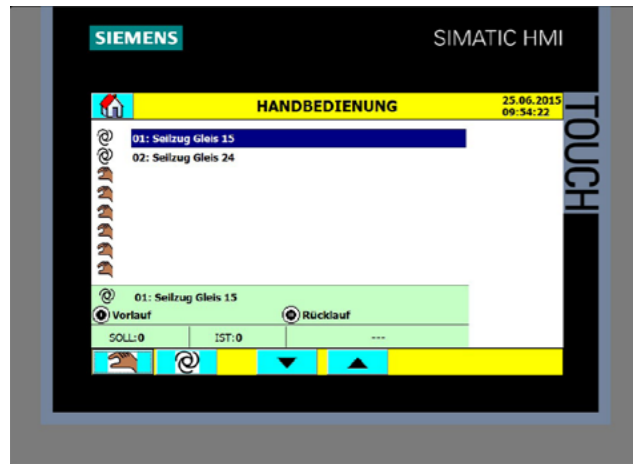 SIEMENS
SIMATIC HMI
TOUCH
HANDBEDIENUNG
25.06.2015
09:54:22
01: Seilzug Gleis 15
02: Seilzug Gleis 24
01: Seilzug Gleis 15
Vorlauf
Rücklauf
SOLL:0
IST:0
---